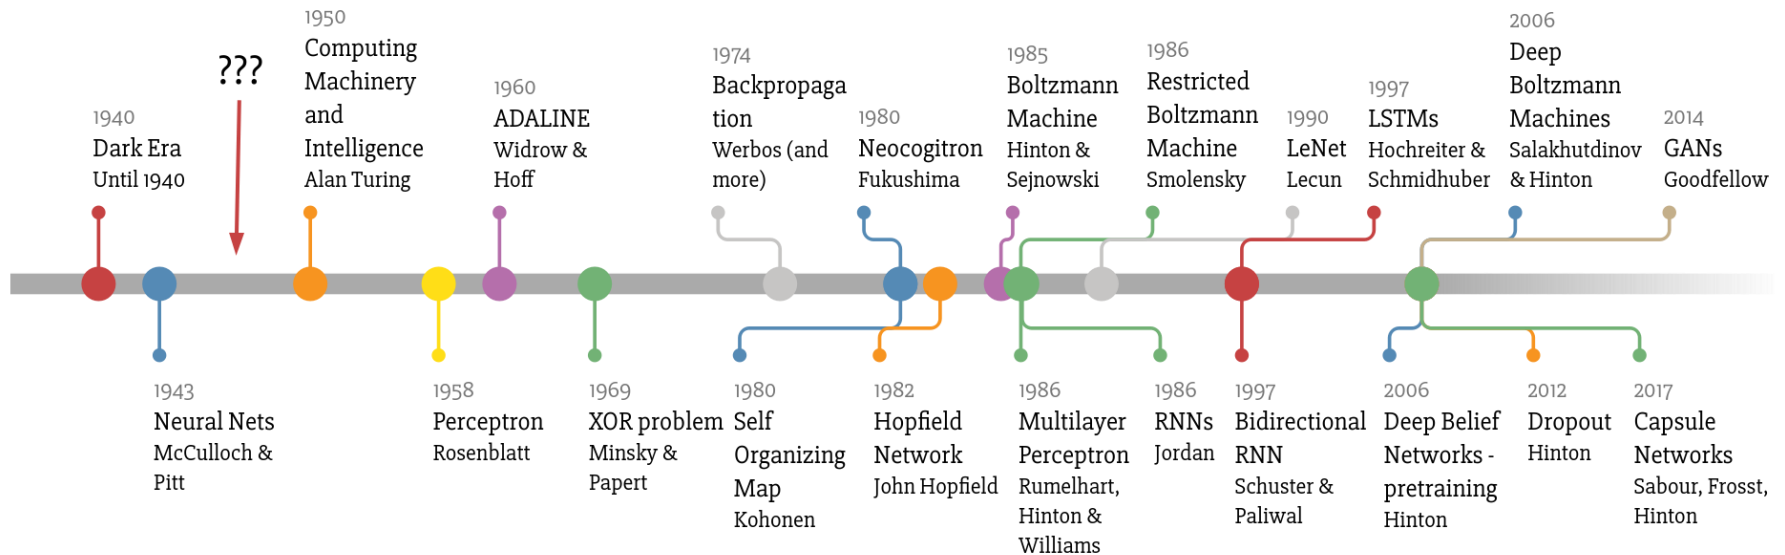 1940
Dark Era
Until 1940
???
1950
Computing
Machinery
and
Intelligence
Alan Turing
1960
ADALINE
Widrow &
Hoff
1974
Backpropaga
tion
Werbos (and
more)
1980
Neocogitron
Fukushima
1985
Boltzmann
Machine
Hinton &
Sejnowski
1986
Restricted
Boltzmann
Machine
Smolensky
1990
LeNet
Lecun
1997
LSTMs
Hochreiter &
Schmidhuber
2006
Deep
Boltzmann
Machines
Salakhutdinov
& Hinton
2014
GANs
Goodfellow
1943
Neural Nets
McCulloch &
Pitt
1958
Perceptron
Rosenblatt
1969
XOR problem
Minsky &
Papert
1980
Self
Organizing
Map
Kohonen
1982
Hopfield
Network
John Hopfield
1986
Multilayer
Perceptron
Rumelhart,
Hinton &
Williams
1986
RNNs
Jordan
1997
Bidirectional
RNN
Schuster &
Paliwal
2006
Deep Belief
Networks -
pretraining
Hinton
2012
Dropout
Hinton
2017
Capsule
Networks
Sabour, Frosst,
Hinton